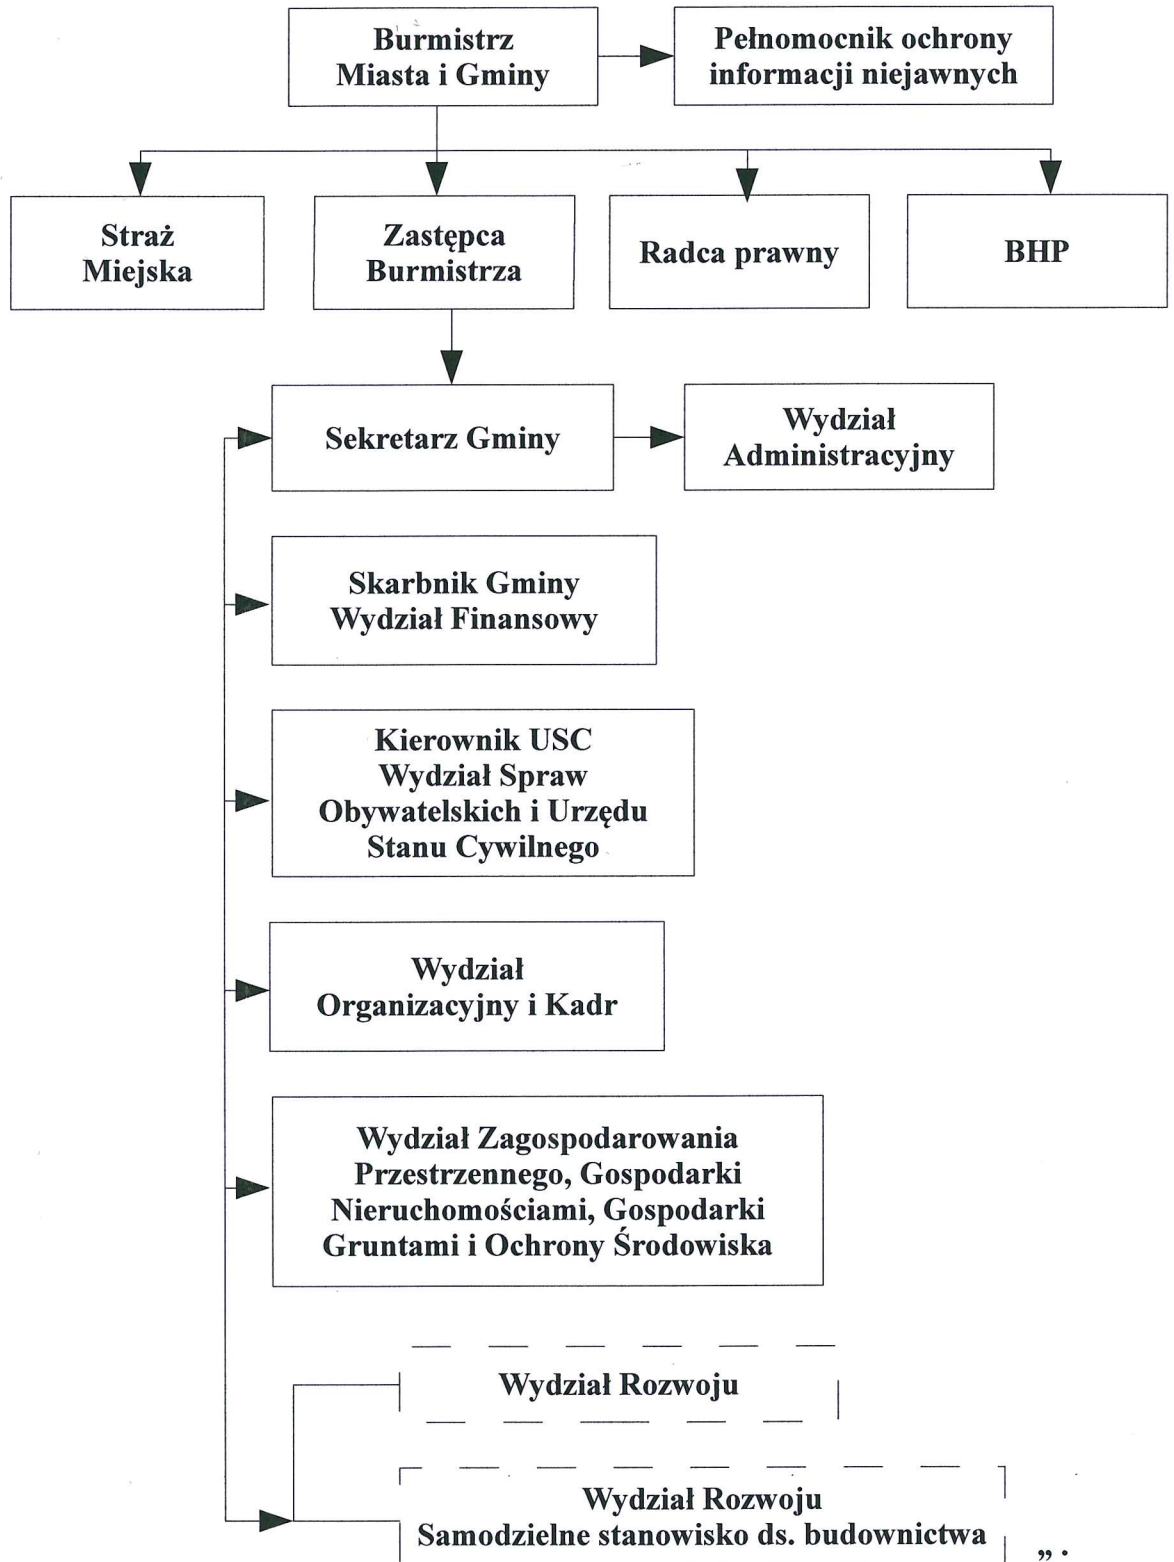 Burmistrz
Miasta i Gminy
Pełnomocnik ochrony
informacji niejawnych
Straż
Miejska
Zastępca
Burmistrza
Radca prawny
BHP
Sekretarz Gminy
Wydział
Administracyjny
Skarbnik Gminy
Wydział Finansowy
Kierownik USC
Wydział Spraw
Obywatelskich i Urzędu
Stanu Cywilnego
Wydział
Organizacyjny i Kadr
Wydział Zagospodarowania
Przestrzennego, Gospodarki
Nieruchomościami, Gospodarki
Gruntami i Ochrony Środowiska
Wydział Rozwoju
Wydział Rozwoju
Samodzielne stanowisko ds. budownictwa
„ .